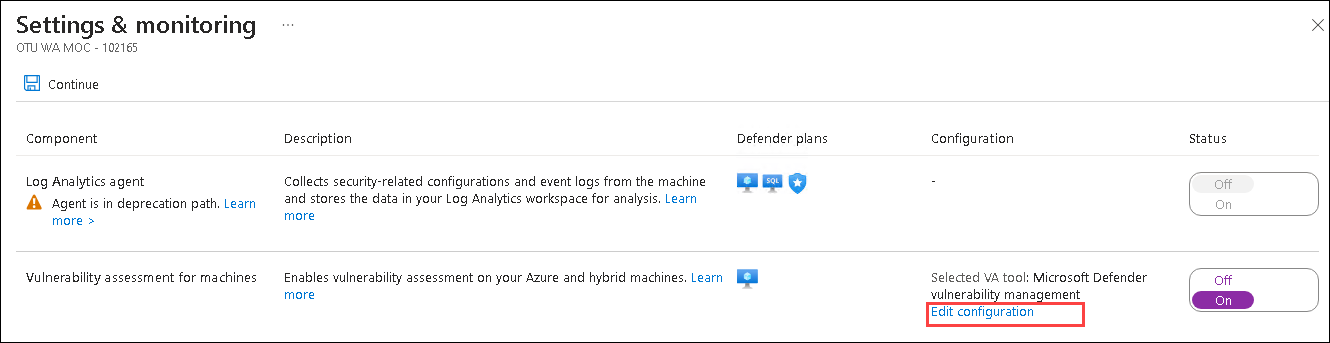 Settings & monitoring ...
OTU WA MOC - 102165
Continue
Component Description Defender plans Configuration Status
Log Analytics agent
Agent is in deprecation path. Learn
more >
Collects security-related configurations and event logs from the machine
and stores the data in your Log Analytics workspace for analysis. Learn
more
SQL
-
Off
On
Vulnerability assessment for machines
Enables vulnerability assessment on your Azure and hybrid machines. Learn
more
Selected VA tool: Microsoft Defender
vulnerability management
Edit configuration
Off
On